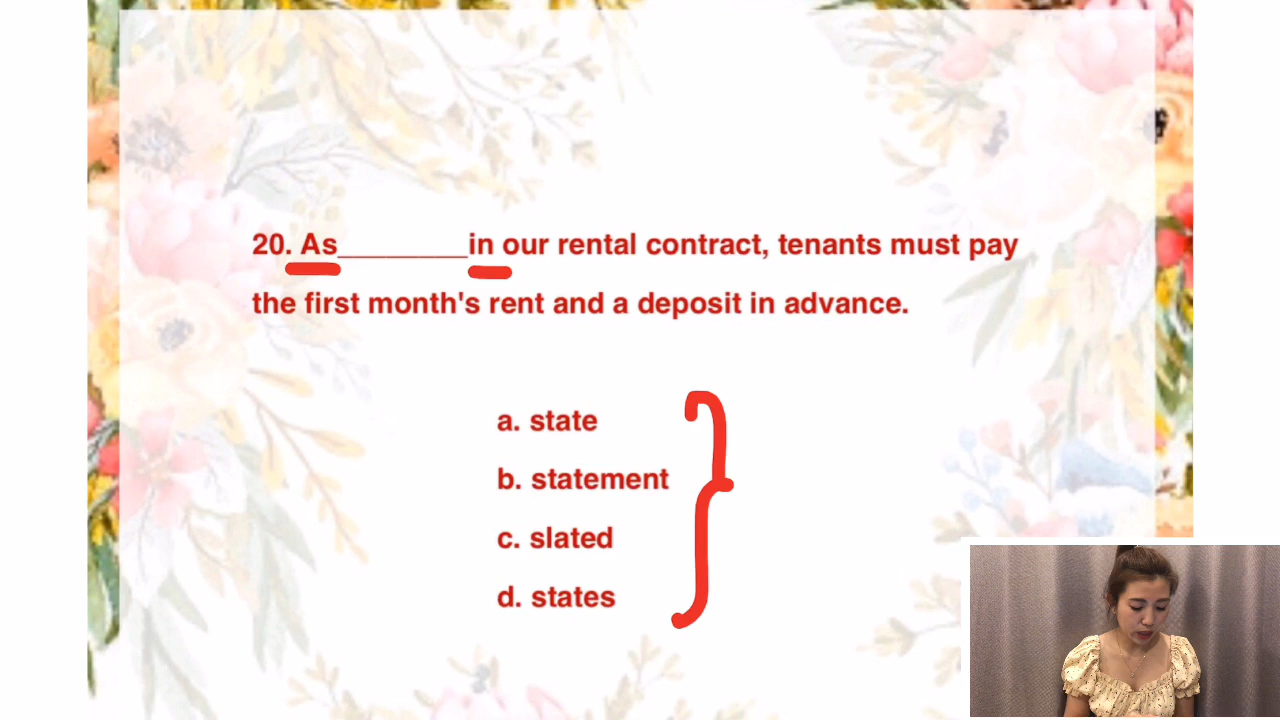 20. As________in our rental contract, tenants must pay
the first month's rent and a deposit in advance.
a. state
b. statement
c. slated
d. states